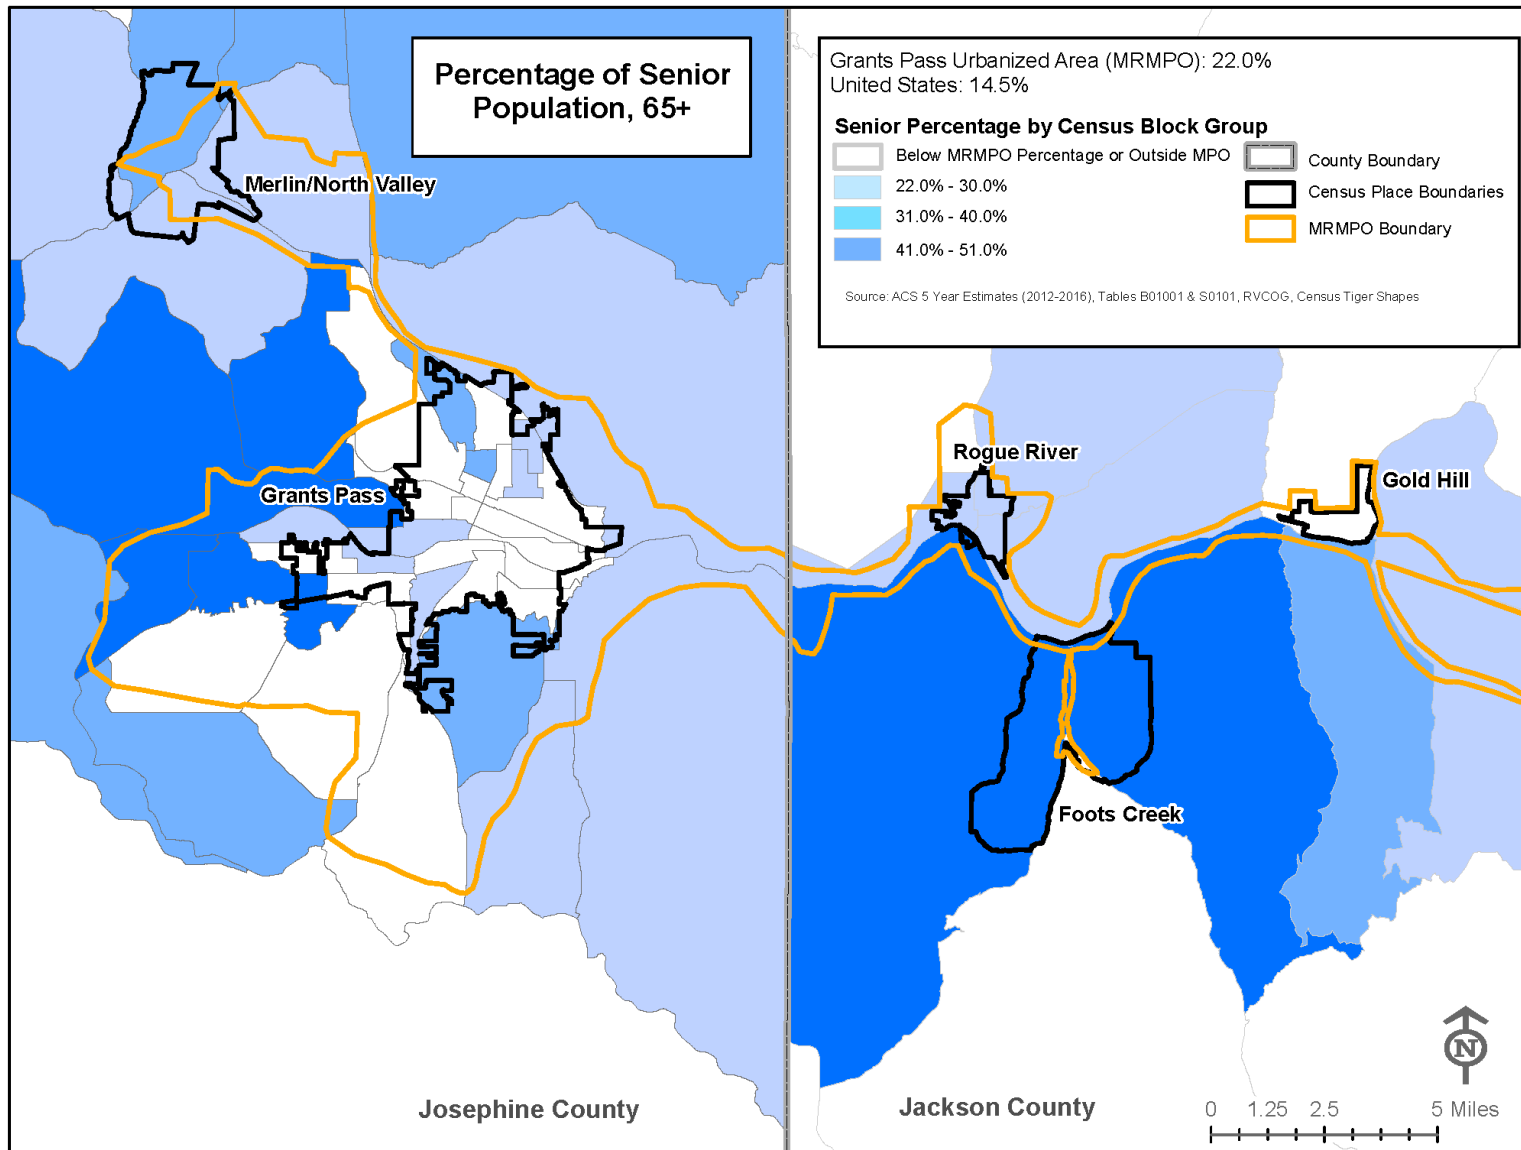 Percentage of Senior
Population, 65+
Grants Pass Urbanized Area (MRMPO): 22.0%
United States: 14.5%
Senior Percentage by Census Block Group
Below MRMPO Percentage or Outside MPO
22.0% - 30.0%
31.0% - 40.0%
41.0% - 51.0%
County Boundary
Census Place Boundaries
MRMPO Boundary
Source: ACS 5 Year Estimates (2012-2016), Tables B01001 & S0101, RVCOG, Census Tiger Shapes
Merlin/North Valley
Grants Pass
Rogue River
Gold Hill
Foots Creek
Josephine County
Jackson County
N
0 1.25 2.5 5 Miles